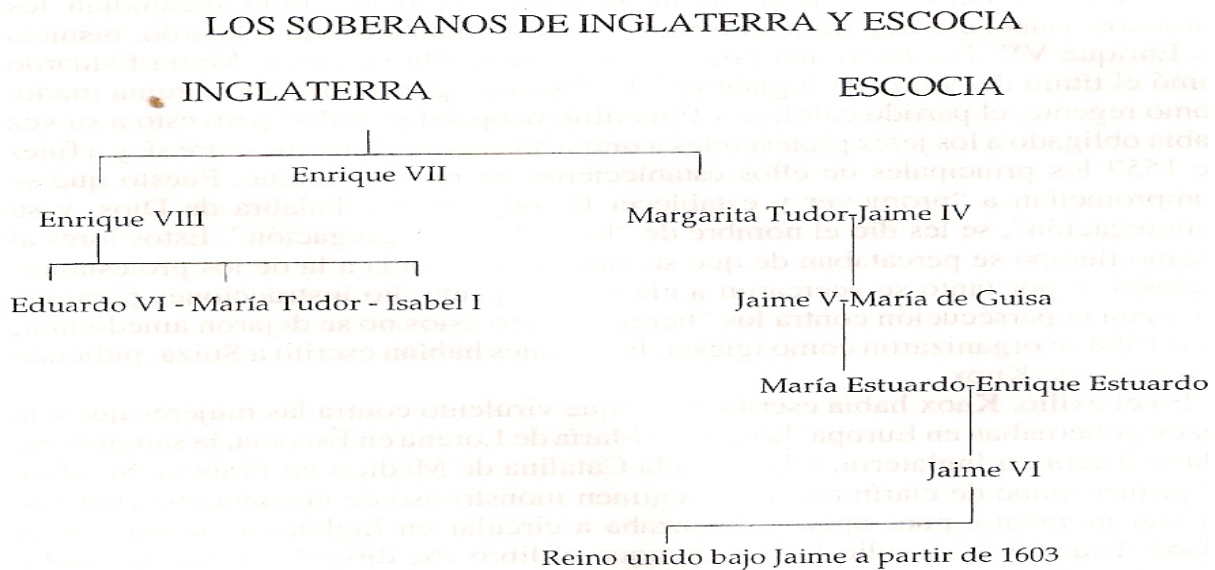 LOS SOBERANOS DE INGLATERRA Y ESCOCIA
INGLATERRA ESCOCIA
Enrique VII
Enrique VIII Margarita Tudor-Jaime IV
Eduardo VI - María Tudor - Isabel I Jaime V-María de Guisa
María Estuardo-Enrique Estuardo
Jaime VI
Reino unido bajo Jaime a partir de 1603